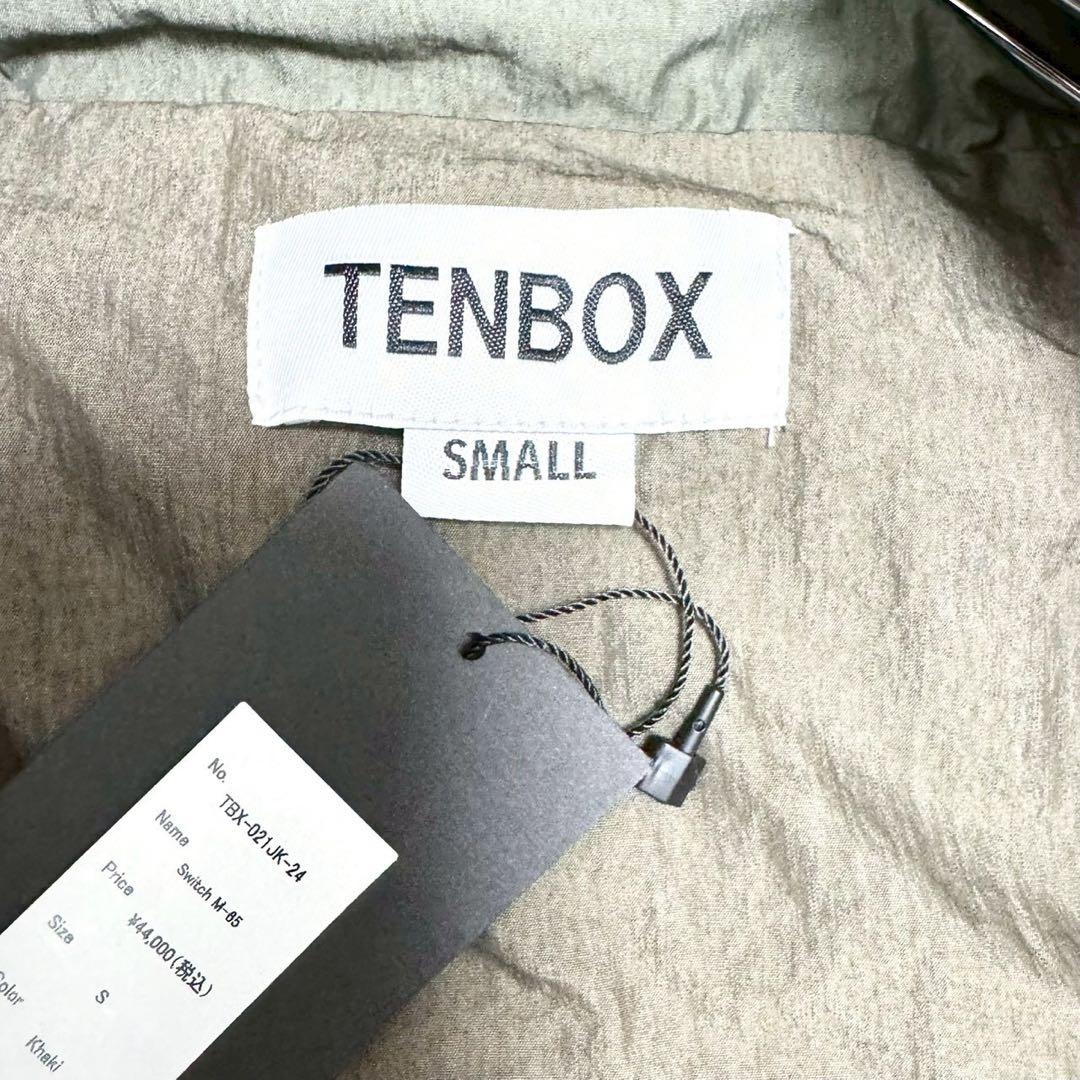 TENBOX
SMALL
No.
TBX-021JK-24
Name
Switch M-65
Price
¥44,000(税込)
Size
S
Color
Khaki